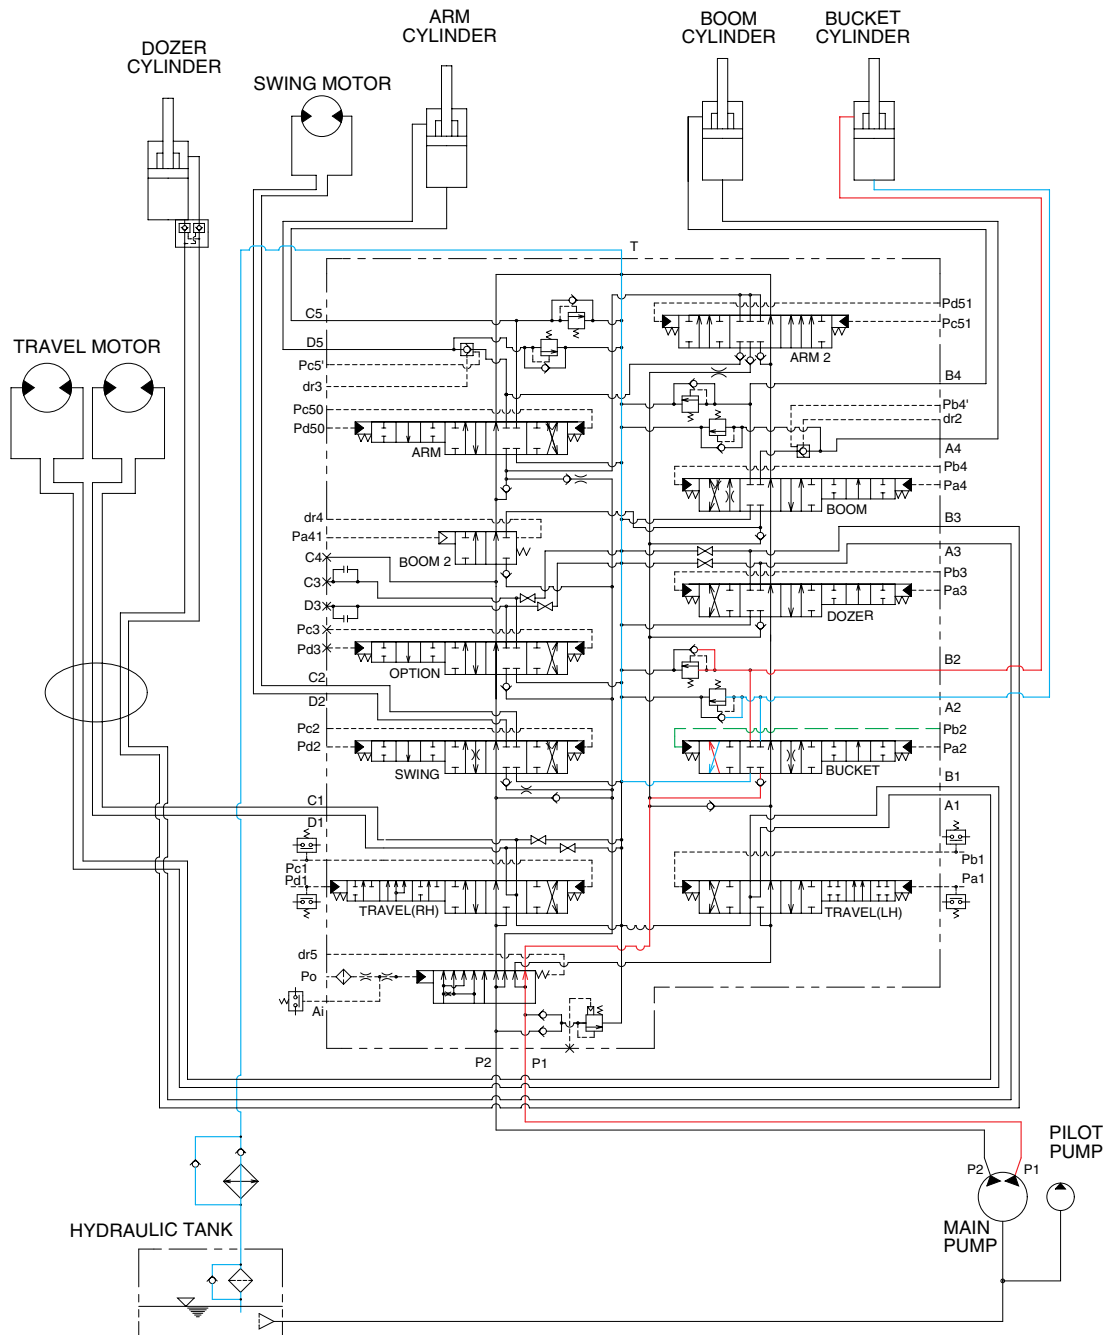 ARM
CYLINDER
BOOM
CYLINDER
BUCKET
CYLINDER
DOZER
CYLINDER
SWING MOTOR
TRAVEL MOTOR
T
C5
D5
Pc5'
dr3
Pc50
Pd50
ARM
dr4
Pa41
BOOM 2
C4
C3
D3
Pc3
Pd3
OPTION
C2
D2
Pc2
Pd2
SWING
C1
D1
Pc1
Pd1
TRAVEL(RH)
dr5
Po
Ai
Pd51
Pc51
ARM 2
B4
Pb4'
dr2
A4
Pb4
Pa4
BOOM
B3
A3
Pb3
Pa3
DOZER
B2
A2
Pb2
Pa2
BUCKET
B1
A1
Pb1
Pa1
TRAVEL(LH)
P2
P1
P2
P1
PILOT
PUMP
MAIN
PUMP
HYDRAULIC TANK